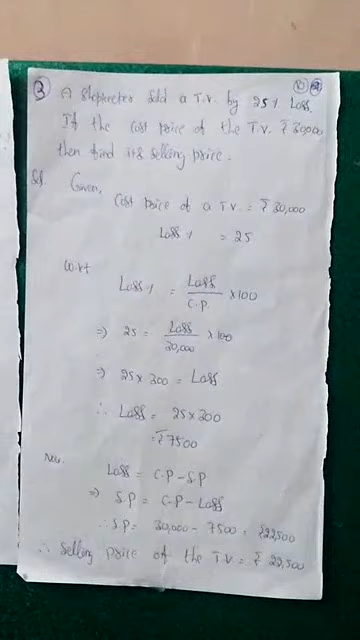 ③ A Shopkeeper Sold a T.V. by 25% Loss.
If the cost price of the T.V. ₹30,000
then find its selling price.
Sol. Given,
Cost price of a T.V. = ₹30,000
Loss % = 25
W.k.t
Loss % = Loss/C.P. × 100
⇒ 25 = Loss/30,000 × 100
⇒ 25 × 300 = Loss
∴ Loss = 25 × 300
= ₹7500
Now.
Loss = C.P - S.P
⇒ S.P = C.P - Loss
∴ S.P = 30,000 - 7500 = ₹22500
∴ Selling price of the T.V = ₹ 22,500